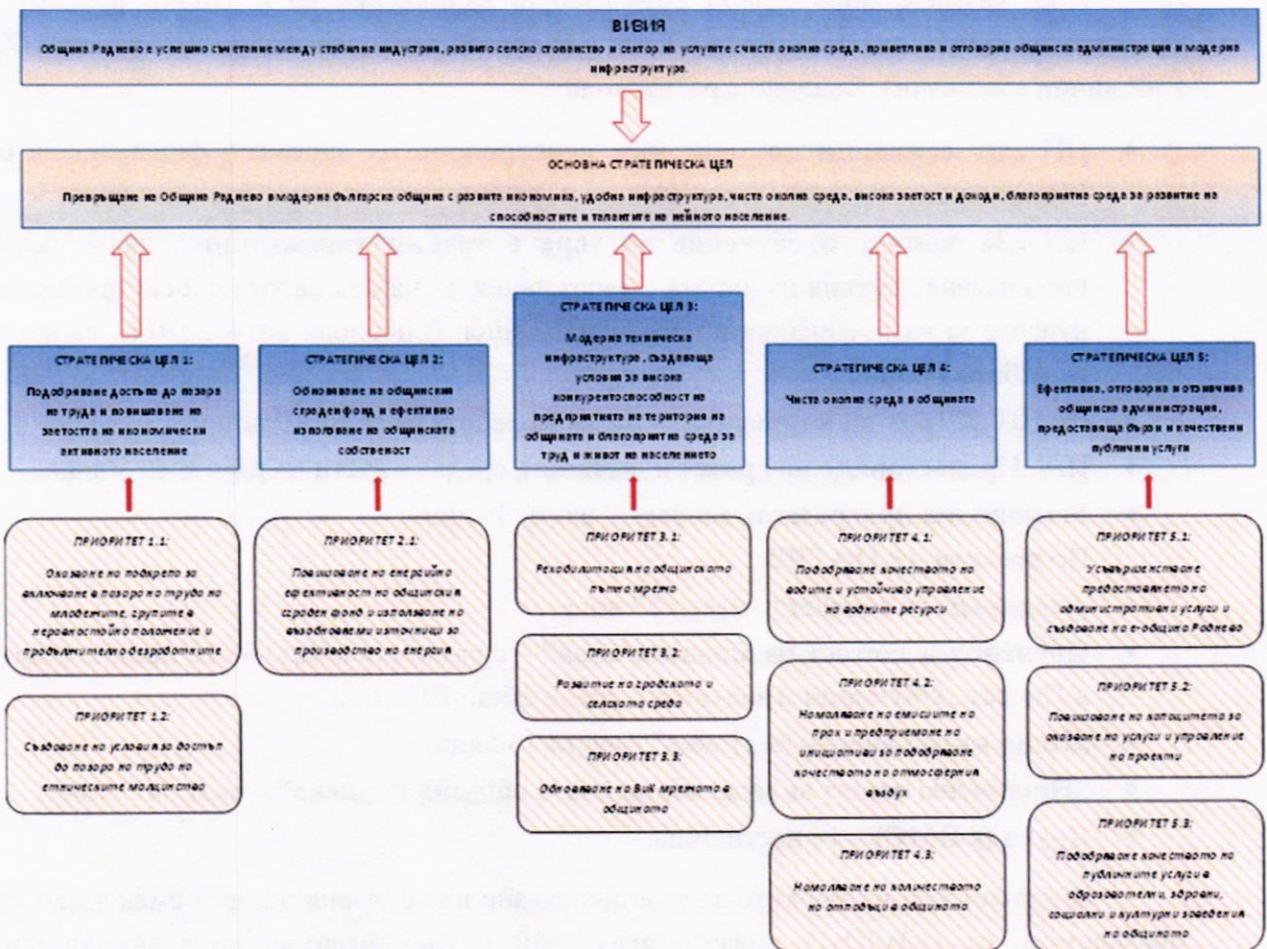 ВИЗИЯ
Община Раднево е успешно съчетание между стабилна индустрия, развито селско стопанство и сектор на услугите с чиста околна среда, приветлива и отговорна общинска администрация и модерна
инфраструктура.
ОСНОВНА СТРАТЕГИЧЕСКА ЦЕЛ
Превръщане на Община Раднево в модерна българска община с развита икономика, удобна инфраструктура, чиста околна среда, висока заетост и доходи, благоприятна среда за развитие на
способностите и талантите на нейното население.
СТРАТЕГИЧЕСКА ЦЕЛ 1:
Подобряване достъпа до пазара
на труда и повишаване на
заетостта на икономически
активното население
СТРАТЕГИЧЕСКА ЦЕЛ 2:
Обновяване на общинския
сграден фонд и ефективно
използване на общинската
собственост
СТРАТЕГИЧЕСКА ЦЕЛ 3:
Модерна техническа
инфраструктура, създаваща
условия за висока
конкурентоспособност на
предприятията на територия на
общината и благоприятна среда за
труд и живот на населението
СТРАТЕГИЧЕСКА ЦЕЛ 4:
Чиста околна среда в общината
СТРАТЕГИЧЕСКА ЦЕЛ 5:
Ефективна, отговорна и отзивчива
общинска администрация,
предоставяща бързи и качествени
публични услуги
ПРИОРИТЕТ 1.1:
Оказване на подкрепа за
включване в пазара на труда на
младежите, групите в
неравностойно положение и
продължително безработните
ПРИОРИТЕТ 1.2:
Създаване на условия за достъп
до пазара на труда на
етническите малцинства
ПРИОРИТЕТ 2.1:
Повишаване на енергийно
ефективност на общинския
сграден фонд и използване на
възобновяеми източници за
производство на енергия
ПРИОРИТЕТ 3.1:
Рехабилитация на общинската
пътна мрежа
ПРИОРИТЕТ 3.2:
Развитие на градската и
селската среда
ПРИОРИТЕТ 3.3:
Обновяване на ВиК мрежата в
общината
ПРИОРИТЕТ 4.1:
Подобряване качеството на
водите и устойчиво управление
на водните ресурси
ПРИОРИТЕТ 4.2:
Намаляване на емисиите на
прах и предприемане на
инициативи за подобряване
качеството на атмосферния
въздух
ПРИОРИТЕТ 4.3:
Намаляване на количеството
на отпадъци в общината
ПРИОРИТЕТ 5.1:
Усъвършенстване
предоставянето на
административни услуги и
създаване на е-община Раднево
ПРИОРИТЕТ 5.2:
Повишаване на капацитета за
оказване на услуги и управление
на проекти
ПРИОРИТЕТ 5.3:
Подобряване качеството на
публичните услуги в
образователни, здравни,
социални и културни заведения
на общината